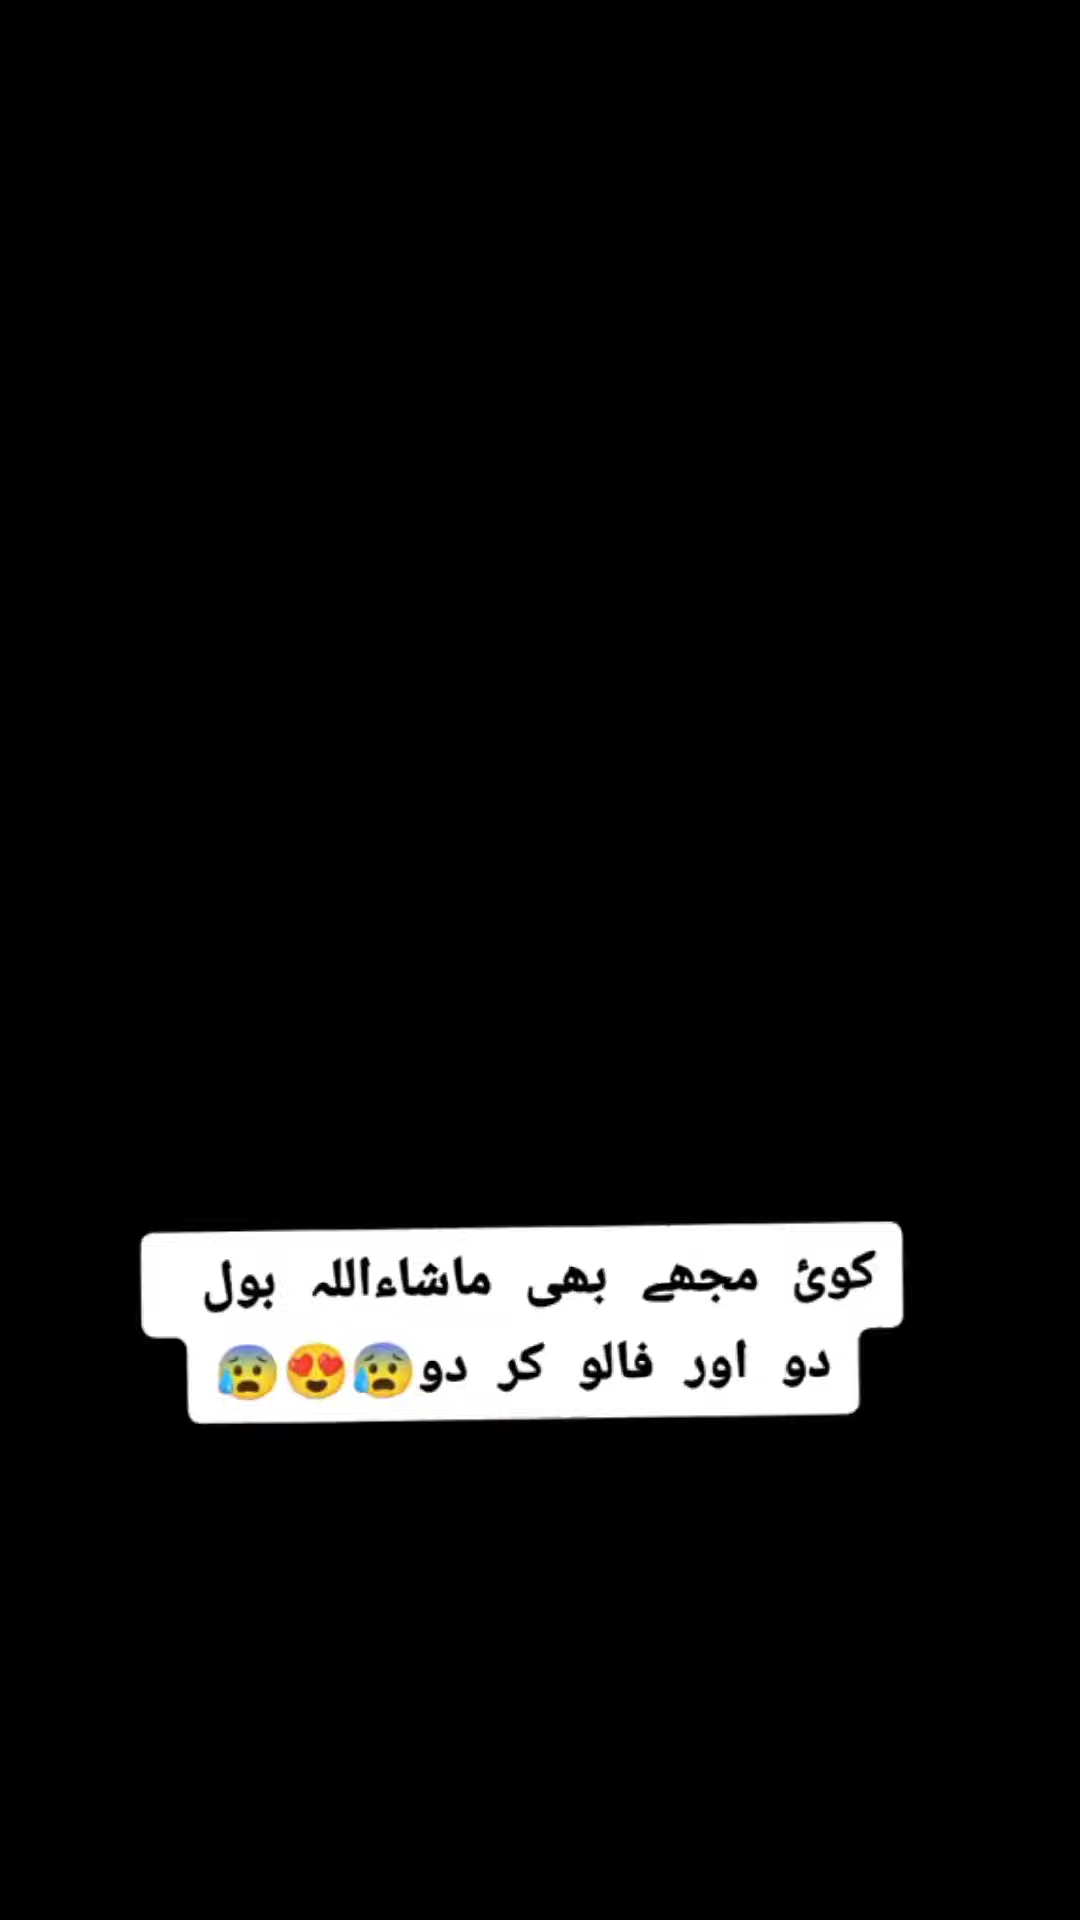 کوئ مجھے بھی ماشاءاللہ بول
دو اور فالو کر دو😰😍😰